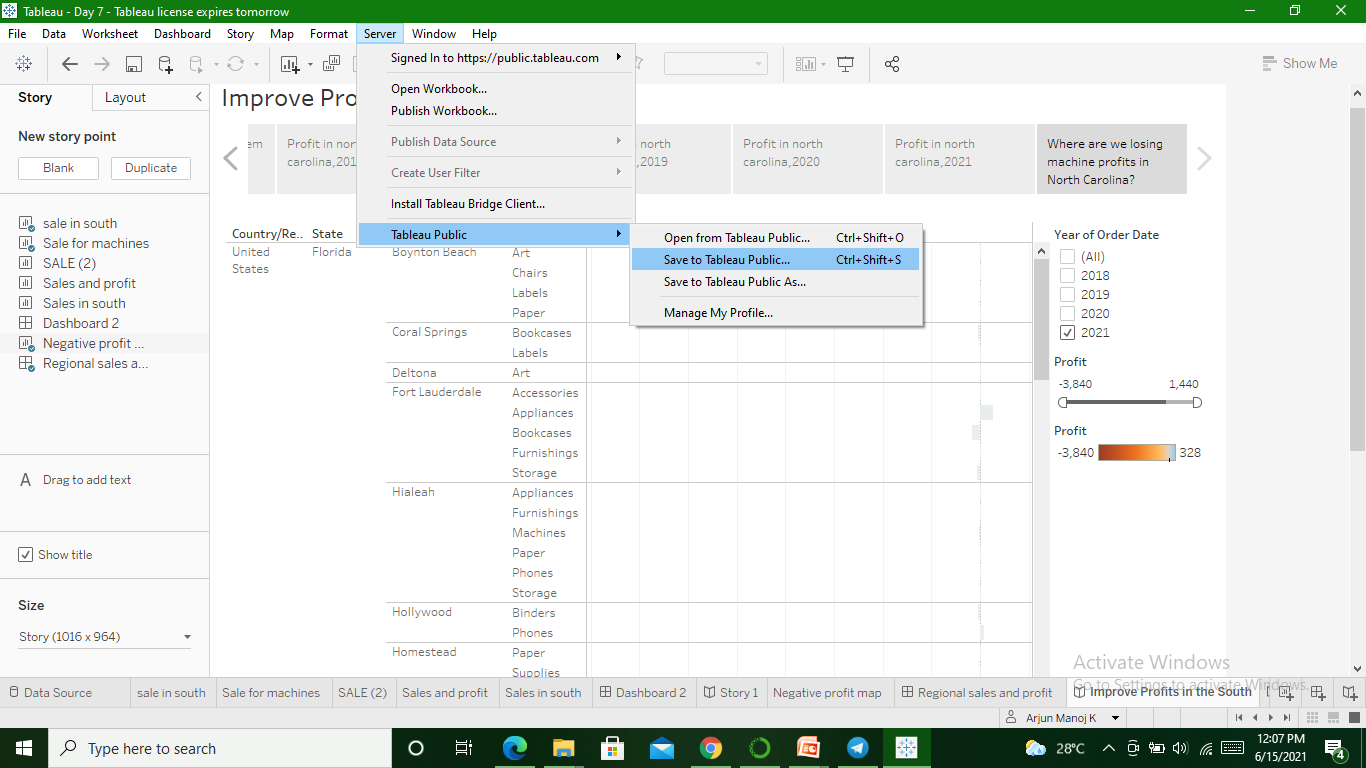 Tableau - Day 7 - Tableau license expires tomorrow
File Data Worksheet Dashboard Story Map Format Server Window Help
Show Me
Signed In to https://public.tableau.com
Open Workbook...
Publish Workbook...
Publish Data Source
Create User Filter
Install Tableau Bridge Client...
Tableau Public
Open from Tableau Public... Ctrl+Shift+O
Save to Tableau Public... Ctrl+Shift+S
Save to Tableau Public As...
Manage My Profile...
Story Layout
New story point
Blank Duplicate
sale in south
Sale for machines
SALE (2)
Sales and profit
Sales in south
Dashboard 2
Negative profit ...
Regional sales a...
A Drag to add text
Show title
Size
Story (1016 x 964)
Improve Pro
em
Profit in nor
carolina,201
north
,2019
Profit in north
carolina,2020
Profit in north
carolina,2021
Where are we losing
machine profits in
North Carolina?
Country/Re.. State
United
States
Florida
Boynton Beach Art
Chairs
Labels
Paper
Coral Springs Bookcases
Labels
Deltona Art
Fort Lauderdale Accessories
Appliances
Bookcases
Furnishings
Storage
Hialeah Appliances
Furnishings
Machines
Paper
Phones
Storage
Hollywood Binders
Phones
Homestead Paper
Supplies
Year of Order Date
(All)
2018
2019
2020
2021
Profit
-3,840 1,440
Profit
-3,840 328
Activate Windows
Go to Settings to activate Windows.
Data Source sale in south Sale for machines SALE (2) Sales and profit Sales in south Dashboard 2 Story 1 Negative profit map Regional sales and profit Improve Profits in the South
Arjun Manoj K
Type here to search
28°C
12:07 PM
6/15/2021
4